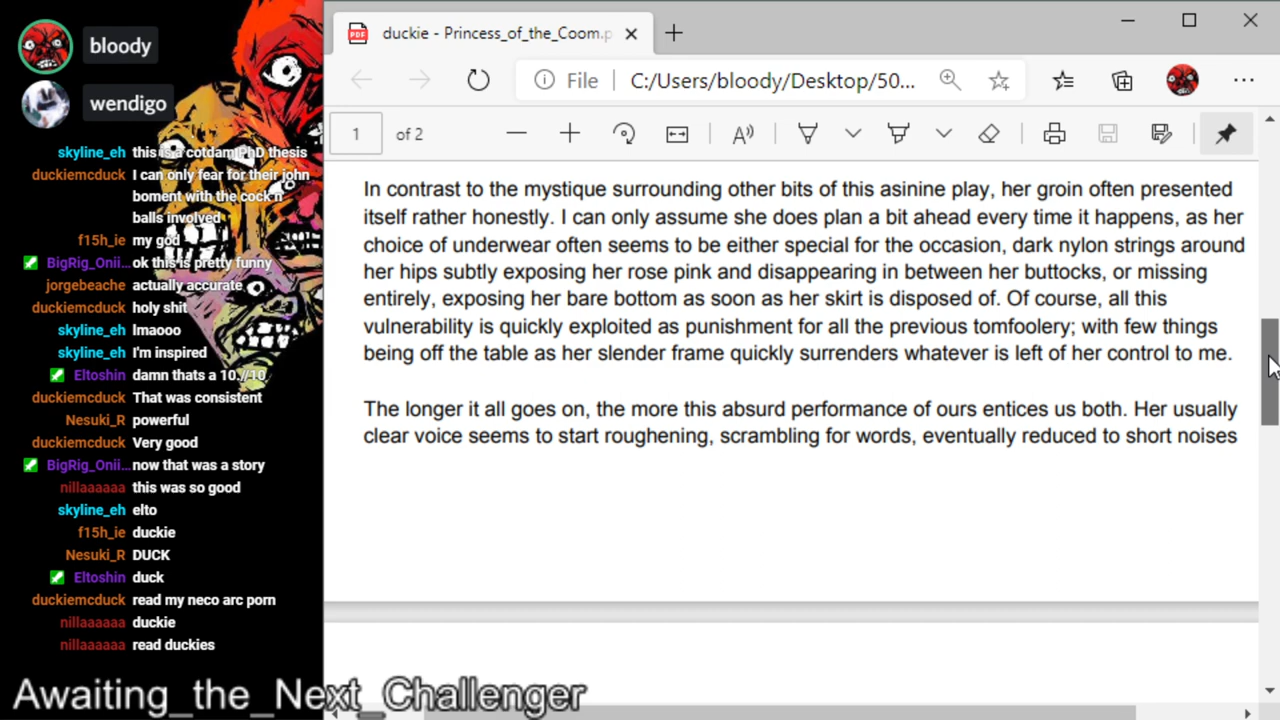 bloody
wendigo
skyline_eh this is a cotdam PhD thesis
duckiemcduck I can only fear for their john
boment with the cock n
balls involved
f15h_ie my god
BigRig_Onii... ok this is pretty funny
jorgebeache actually accurate
duckiemcduck holy shit
skyline_eh lmaooo
skyline_eh I'm inspired
Eltoshin damn thats a 10.//10
duckiemcduck That was consistent
Nesuki_R powerful
duckiemcduck Very good
BigRig_Onii... now that was a story
nillaaaaaa this was so good
skyline_eh elto
f15h_ie duckie
Nesuki_R DUCK
Eltoshin duck
duckiemcduck read my neco arc porn
nillaaaaaa duckie
nillaaaaaa read duckies
Awaiting_the_Next_Challenger
duckie - Princess_of_the_Coom.p
File C:/Users/bloody/Desktop/50...
1 of 2
In contrast to the mystique surrounding other bits of this asinine play, her groin often presented
itself rather honestly. I can only assume she does plan a bit ahead every time it happens, as her
choice of underwear often seems to be either special for the occasion, dark nylon strings around
her hips subtly exposing her rose pink and disappearing in between her buttocks, or missing
entirely, exposing her bare bottom as soon as her skirt is disposed of. Of course, all this
vulnerability is quickly exploited as punishment for all the previous tomfoolery; with few things
being off the table as her slender frame quickly surrenders whatever is left of her control to me.
The longer it all goes on, the more this absurd performance of ours entices us both. Her usually
clear voice seems to start roughening, scrambling for words, eventually reduced to short noises